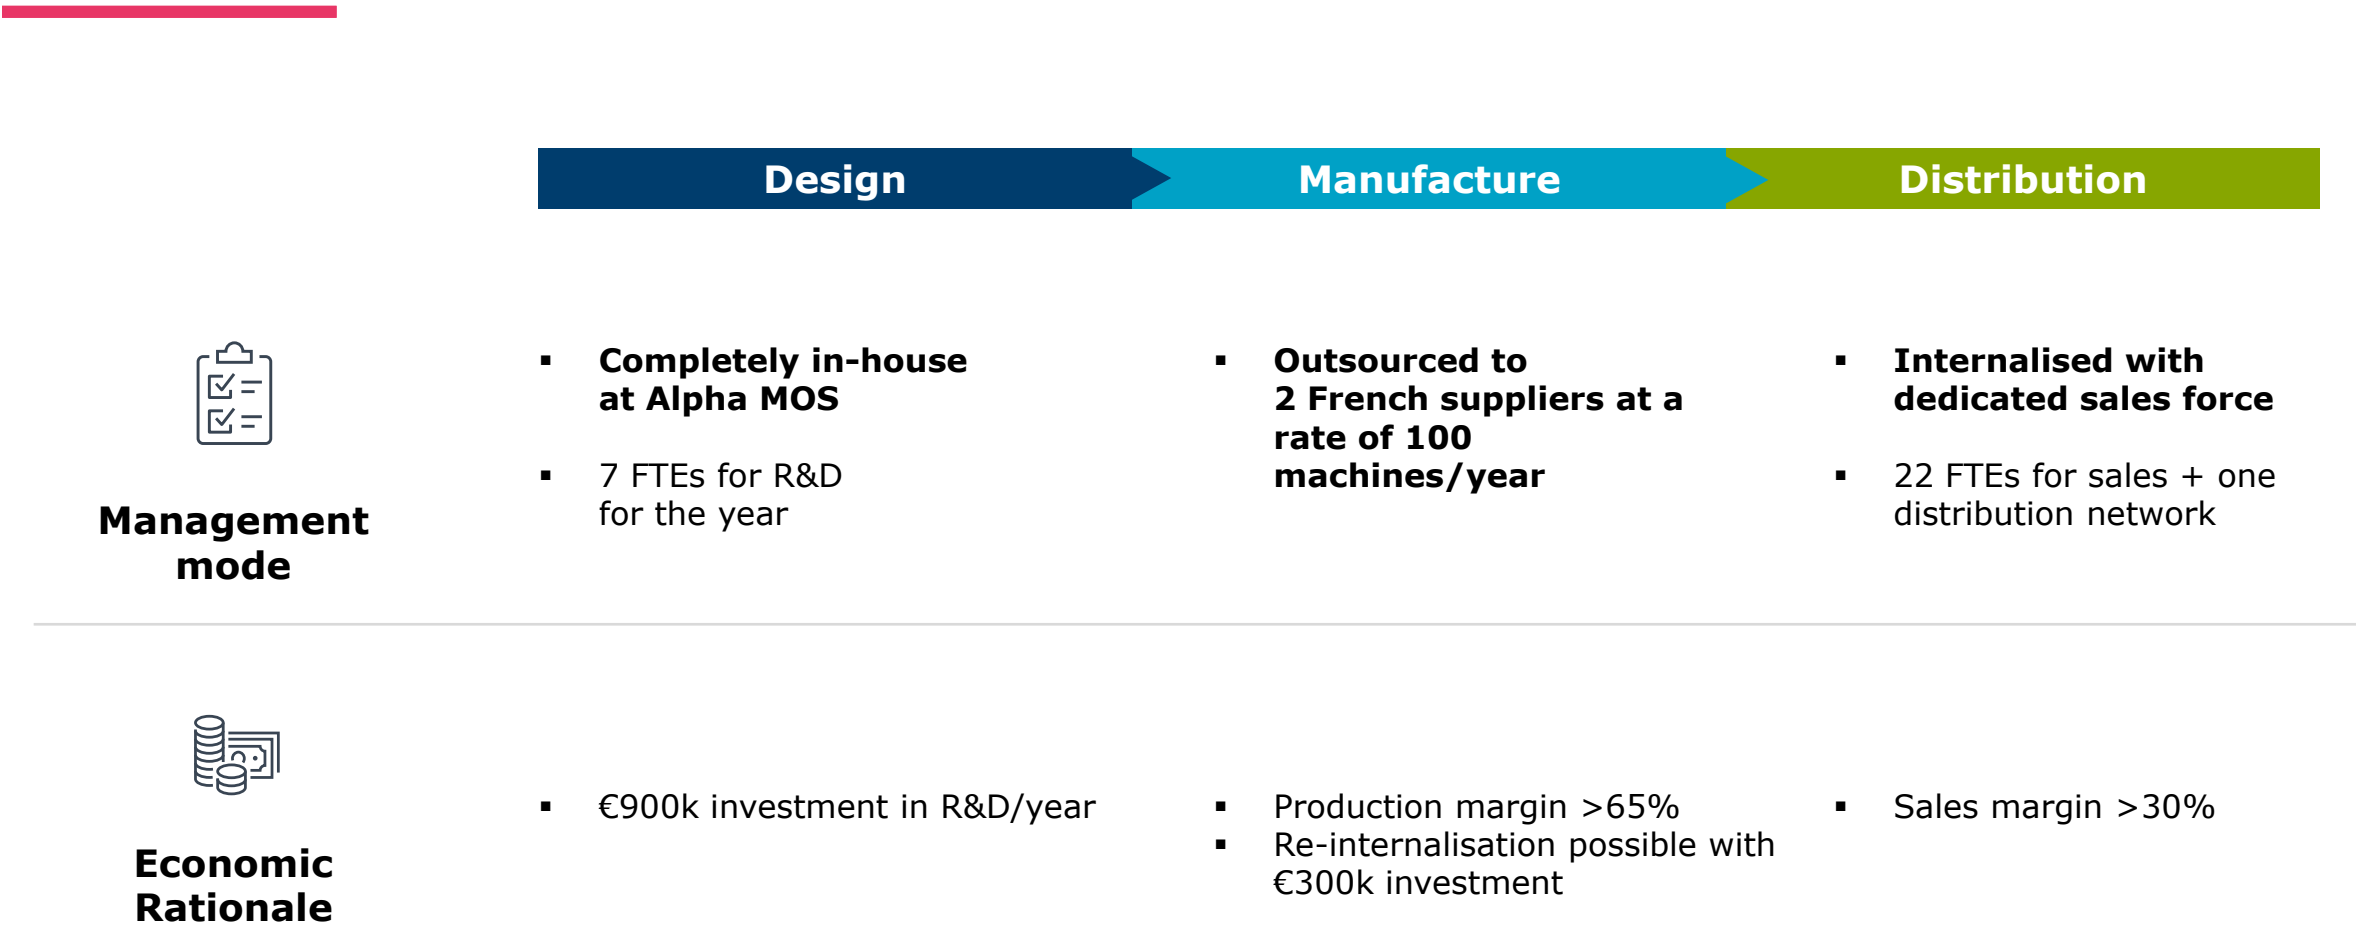 Design
Manufacture
Distribution
Management
mode
▪ Completely in-house
at Alpha MOS
▪ 7 FTEs for R&D
for the year
▪ Outsourced to
2 French suppliers at a
rate of 100
machines/year
▪ Internalised with
dedicated sales force
▪ 22 FTEs for sales + one
distribution network
Economic
Rationale
▪ €900k investment in R&D/year
▪ Production margin >65%
▪ Re-internalisation possible with
€300k investment
▪ Sales margin >30%